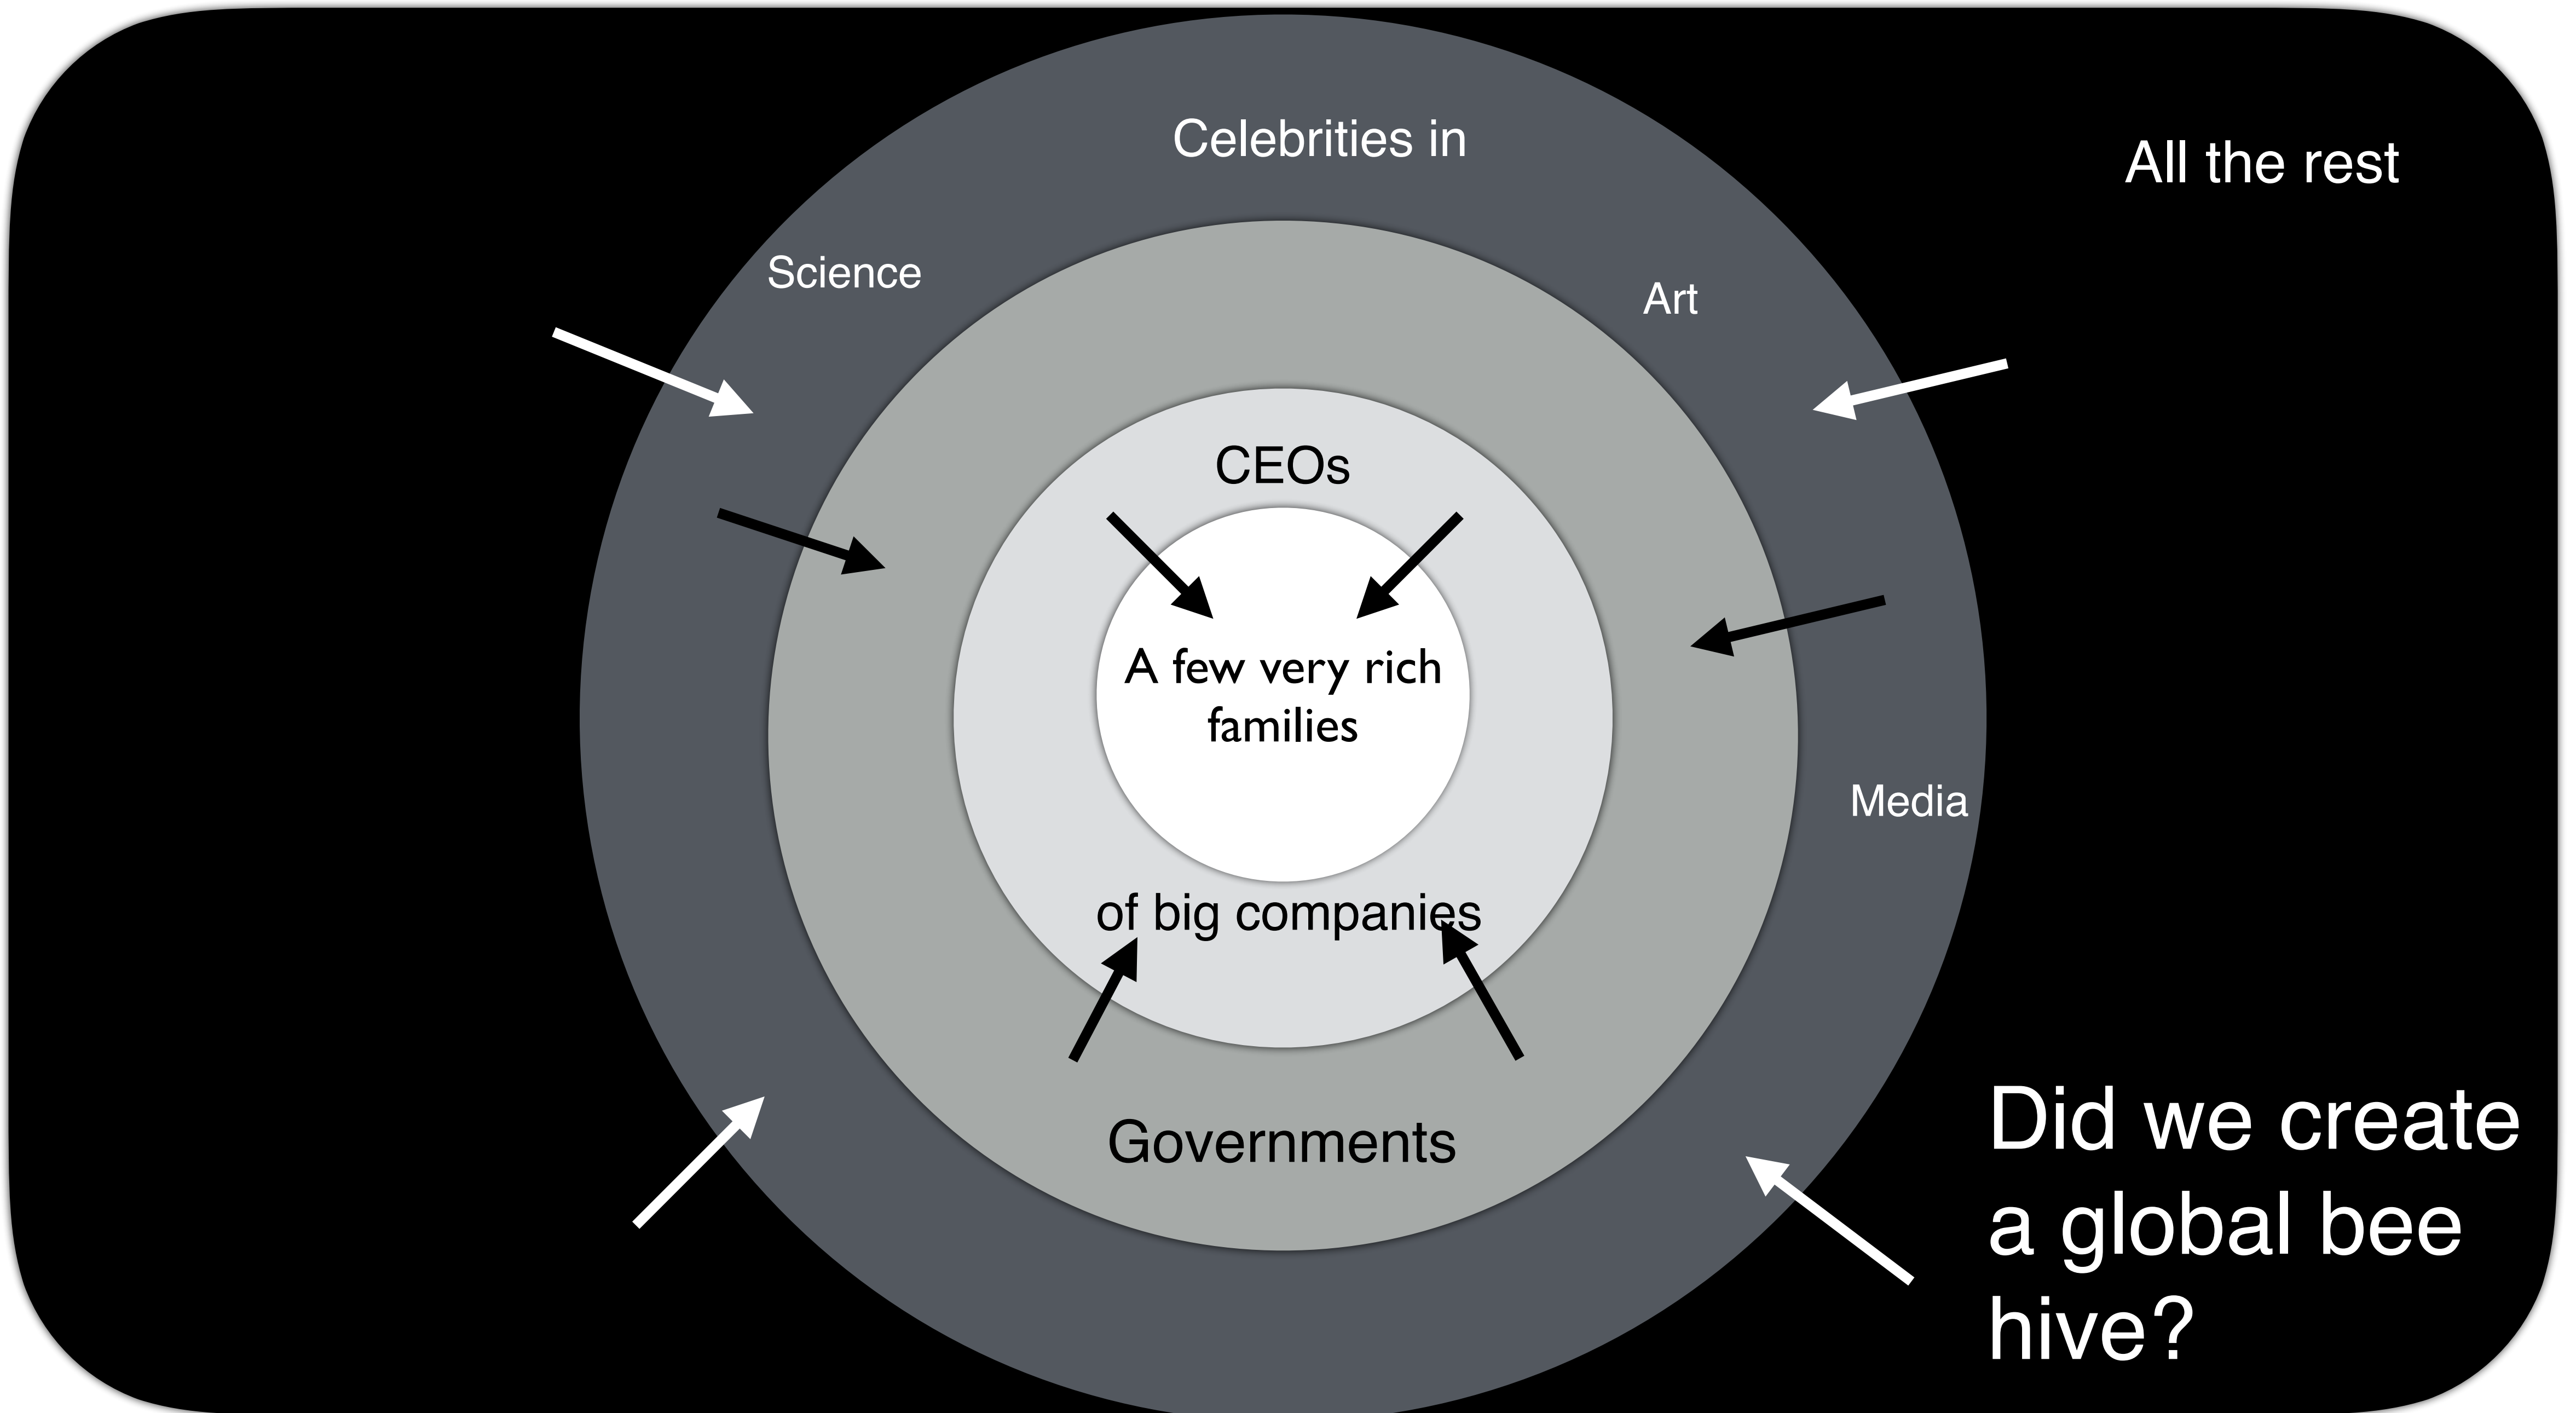 Celebrities in
All the rest
Science
Art
CEOs
A few very rich
families
Media
of big companies
Governments
Did we create
a global bee
hive?